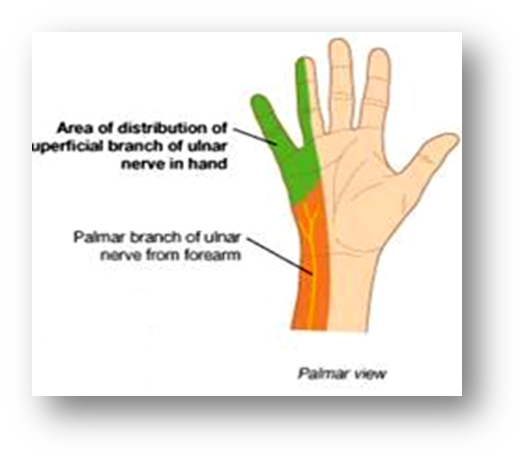 Area of distribution of
uperficial branch of ulnar
nerve in hand
Palmar branch of ulnar
nerve from forearm
Palmar view